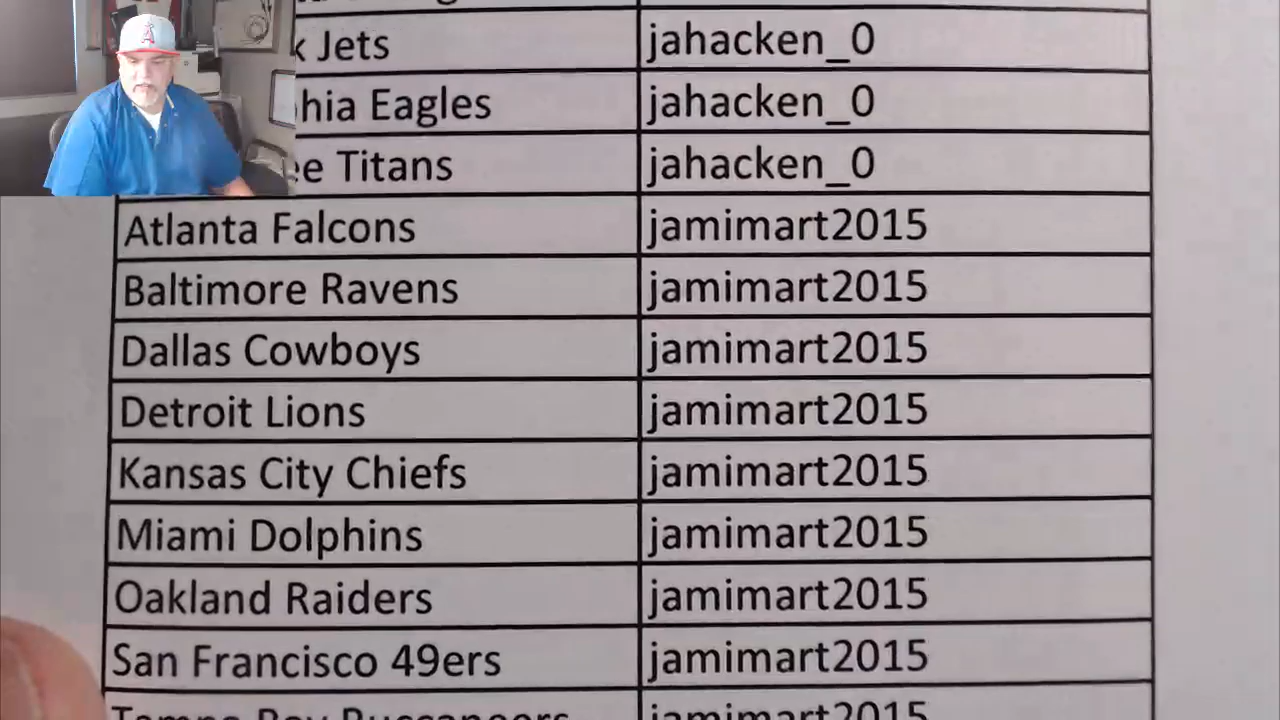 Jets jahacken_0
Eagles jahacken_0
Titans jahacken_0
Atlanta Falcons jamimart2015
Baltimore Ravens jamimart2015
Dallas Cowboys jamimart2015
Detroit Lions jamimart2015
Kansas City Chiefs jamimart2015
Miami Dolphins jamimart2015
Oakland Raiders jamimart2015
San Francisco 49ers jamimart2015
Tampa Bay Buccaneers jamimart2015